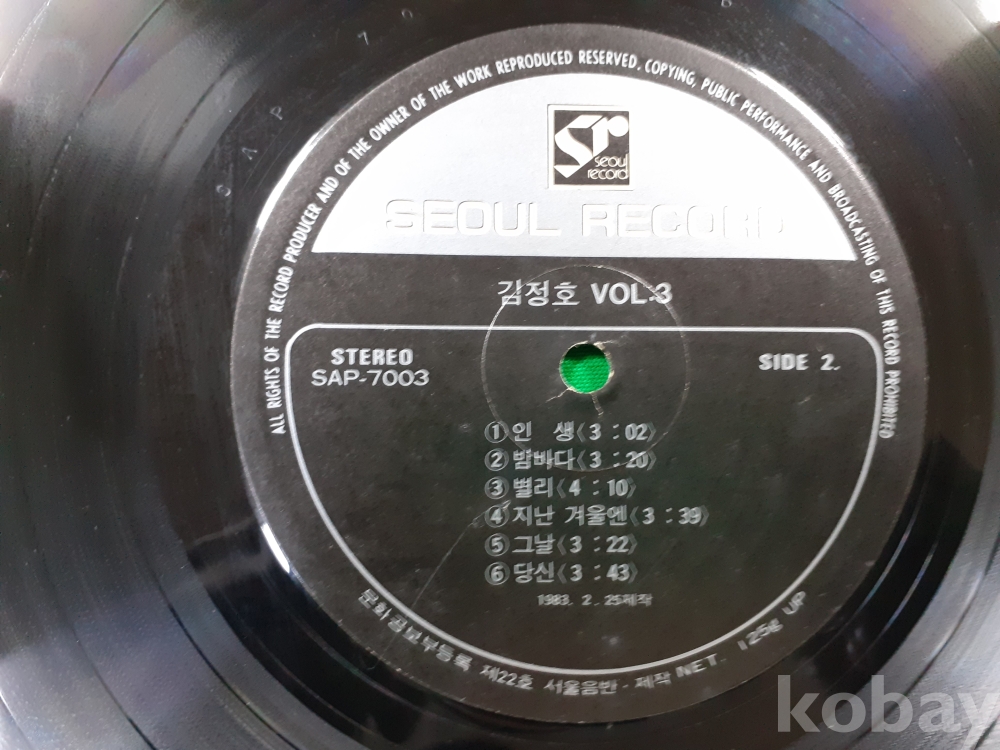 ALL RIGHTS OF THE RECORD PRODUCER AND OF THE OWNER OF THE WORK REPRODUCED RESERVED. COPYING, PUBLIC PERFORMANCE AND BROADCASTING OF THIS RECORD PROHIBITED
Sr
seoul
record
SEOUL RECORD
김정호 VOL.3
STEREO
SAP-7003
SIDE 2.
①인 생〈3 : 02〉
②밤바다〈3 : 20〉
③별리〈4 : 10〉
④지난 겨울엔〈3 : 39〉
⑤그날〈3 : 22〉
⑥당신〈3 : 43〉
1983. 2. 25제작
문화공보부등록 제22호 서울음반·제작 NET. 125g UP
kobay